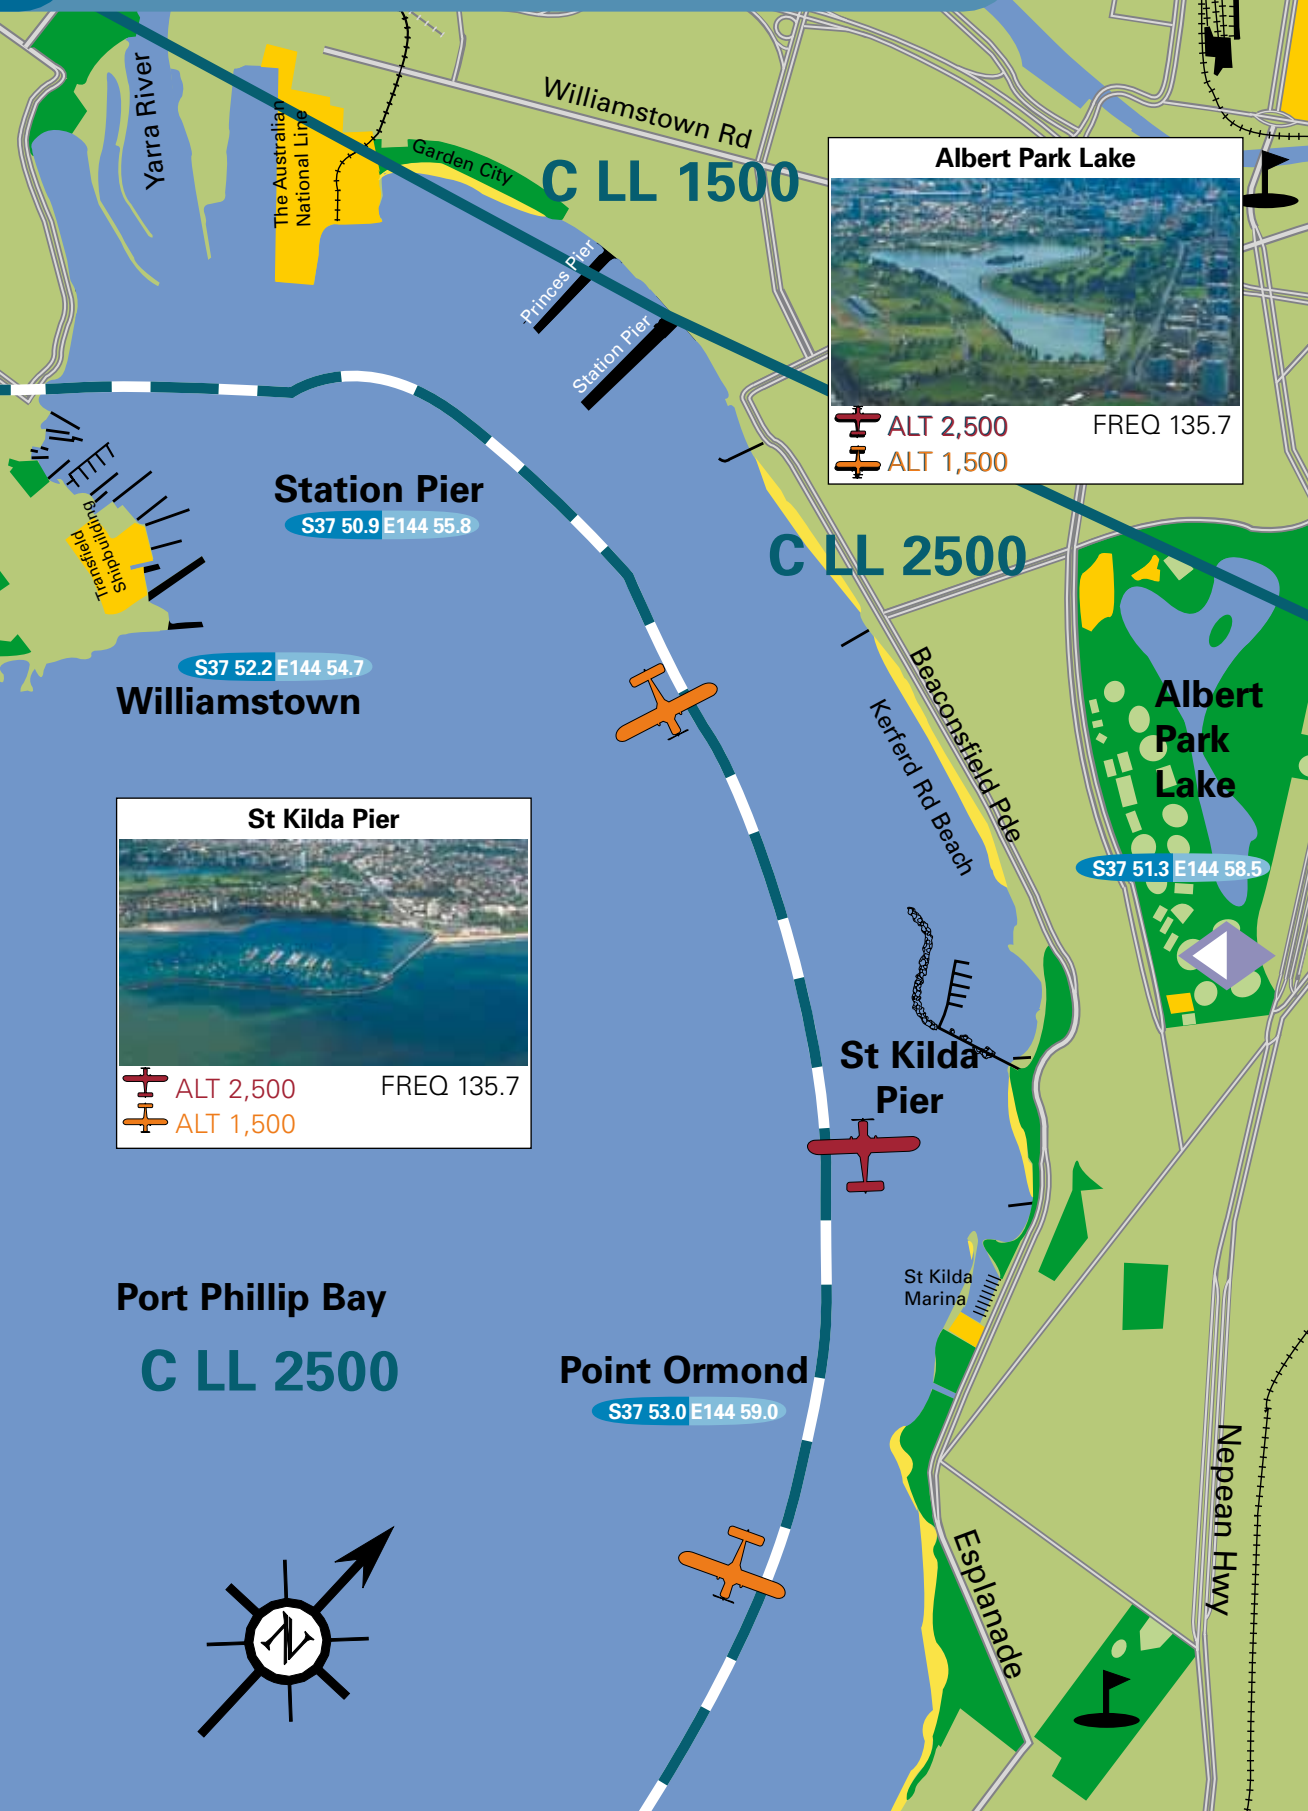 Yarra River
The Australian
National Line
Williamstown Rd
Garden City
C LL 1500
Albert Park Lake
ALT 2,500
FREQ 135.7
ALT 1,500
Princes Pier
Station Pier
Station Pier
S37 50.9 E144 55.8
C LL 2500
Transfield
Shipbuilding
S37 52.2 E144 54.7
Williamstown
Beaconsfield Pde
Kerferd Rd Beach
Albert
Park
Lake
S37 51.3 E144 58.5
St Kilda Pier
ALT 2,500
FREQ 135.7
ALT 1,500
St Kilda
Pier
St Kilda
Marina
Port Phillip Bay
C LL 2500
Point Ormond
S37 53.0 E144 59.0
Nepean Hwy
Esplanade
N